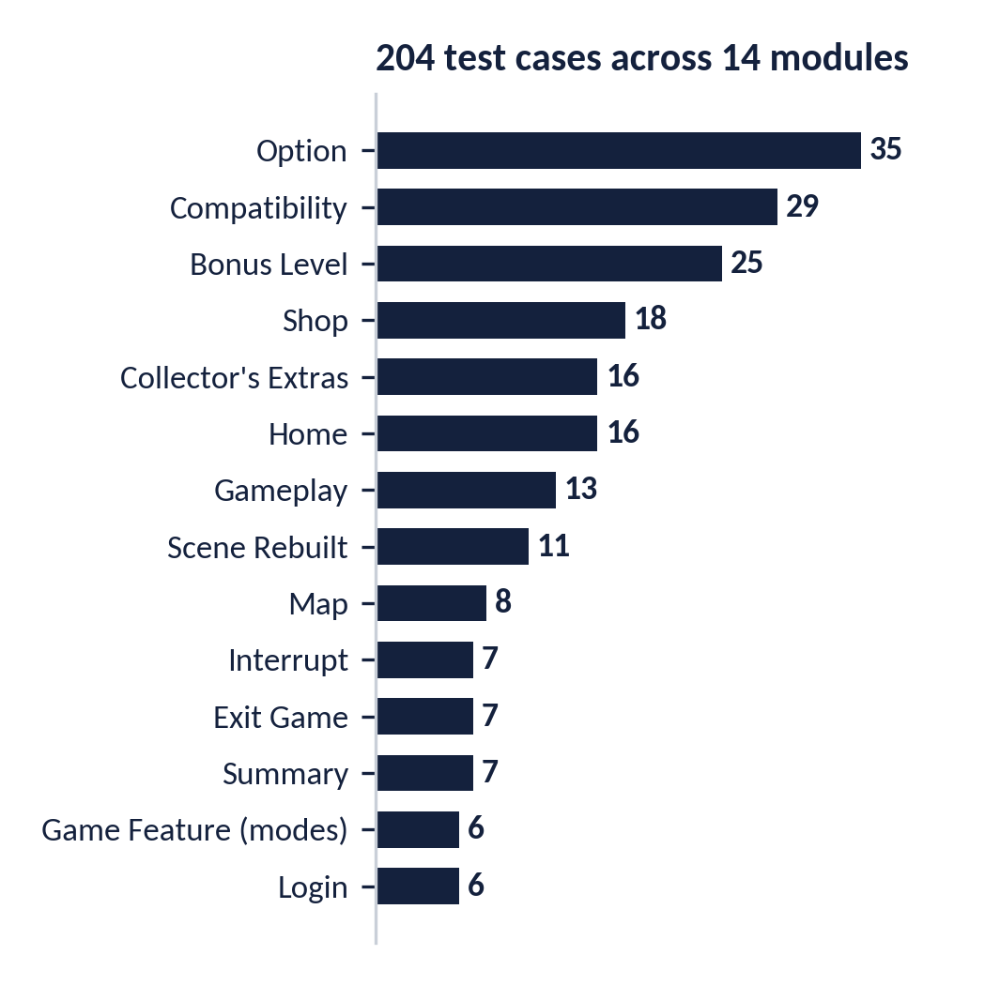 204 test cases across 14 modules
Option 35
Compatibility 29
Bonus Level 25
Shop 18
Collector's Extras 16
Home 16
Gameplay 13
Scene Rebuilt 11
Map 8
Interrupt 7
Exit Game 7
Summary 7
Game Feature (modes) 6
Login 6